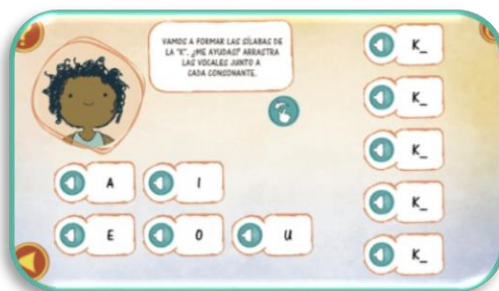 VAMOS A FORMAR LAS SÍLABAS DE
LA "K". ¿ME AYUDAS? ARRASTRA
LAS VOCALES JUNTO A
CADA CONSONANTE.
A
I
E
O
U
K_
K_
K_
K_
K_